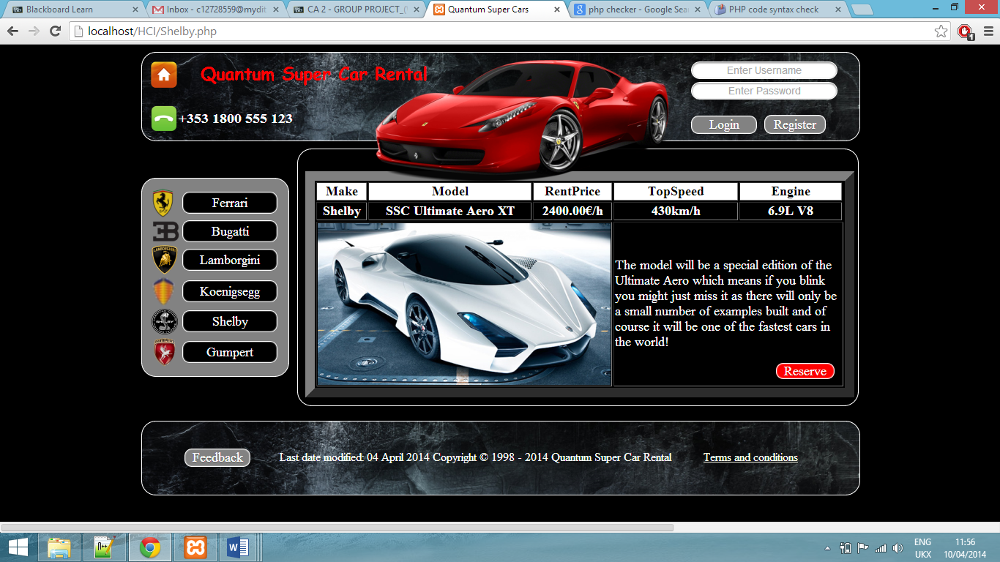 Blackboard Learn
Inbox - c12728559@mydit
CA 2 - GROUP PROJECT_(
Quantum Super Cars
php checker - Google Sea
PHP code syntax check
localhost/HCI/Shelby.php
1
Quantum Super Car Rental
+353 1800 555 123
Enter Username
Enter Password
Login
Register
Ferrari
Bugatti
Lamborgini
Koenigsegg
Shelby
Gumpert
Make Model RentPrice TopSpeed Engine
Shelby SSC Ultimate Aero XT 2400.00€/h 430km/h 6.9L V8
The model will be a special edition of the
Ultimate Aero which means if you blink
you might just miss it as there will only be
a small number of examples built and of
course it will be one of the fastest cars in
the world!
Reserve
Feedback
Last date modified: 04 April 2014 Copyright © 1998 - 2014 Quantum Super Car Rental
Terms and conditions
ENG
UKX
11:56
10/04/2014